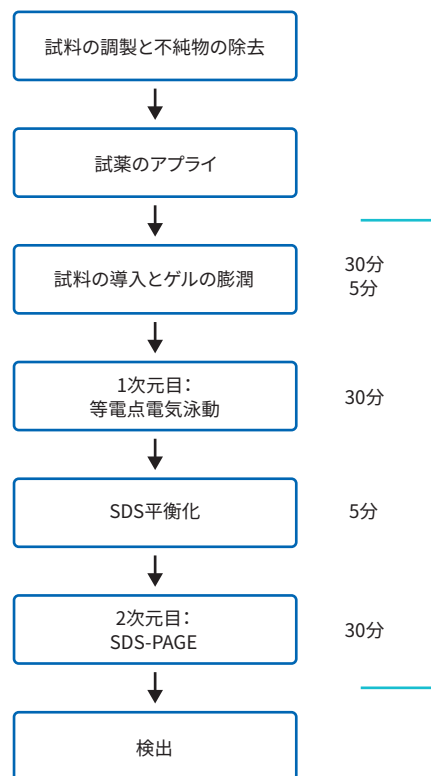 試料の調製と不純物の除去
試薬のアプライ
試料の導入とゲルの膨潤
30分
5分
1次元目：
等電点電気泳動
30分
SDS平衡化
5分
2次元目：
SDS-PAGE
30分
検出